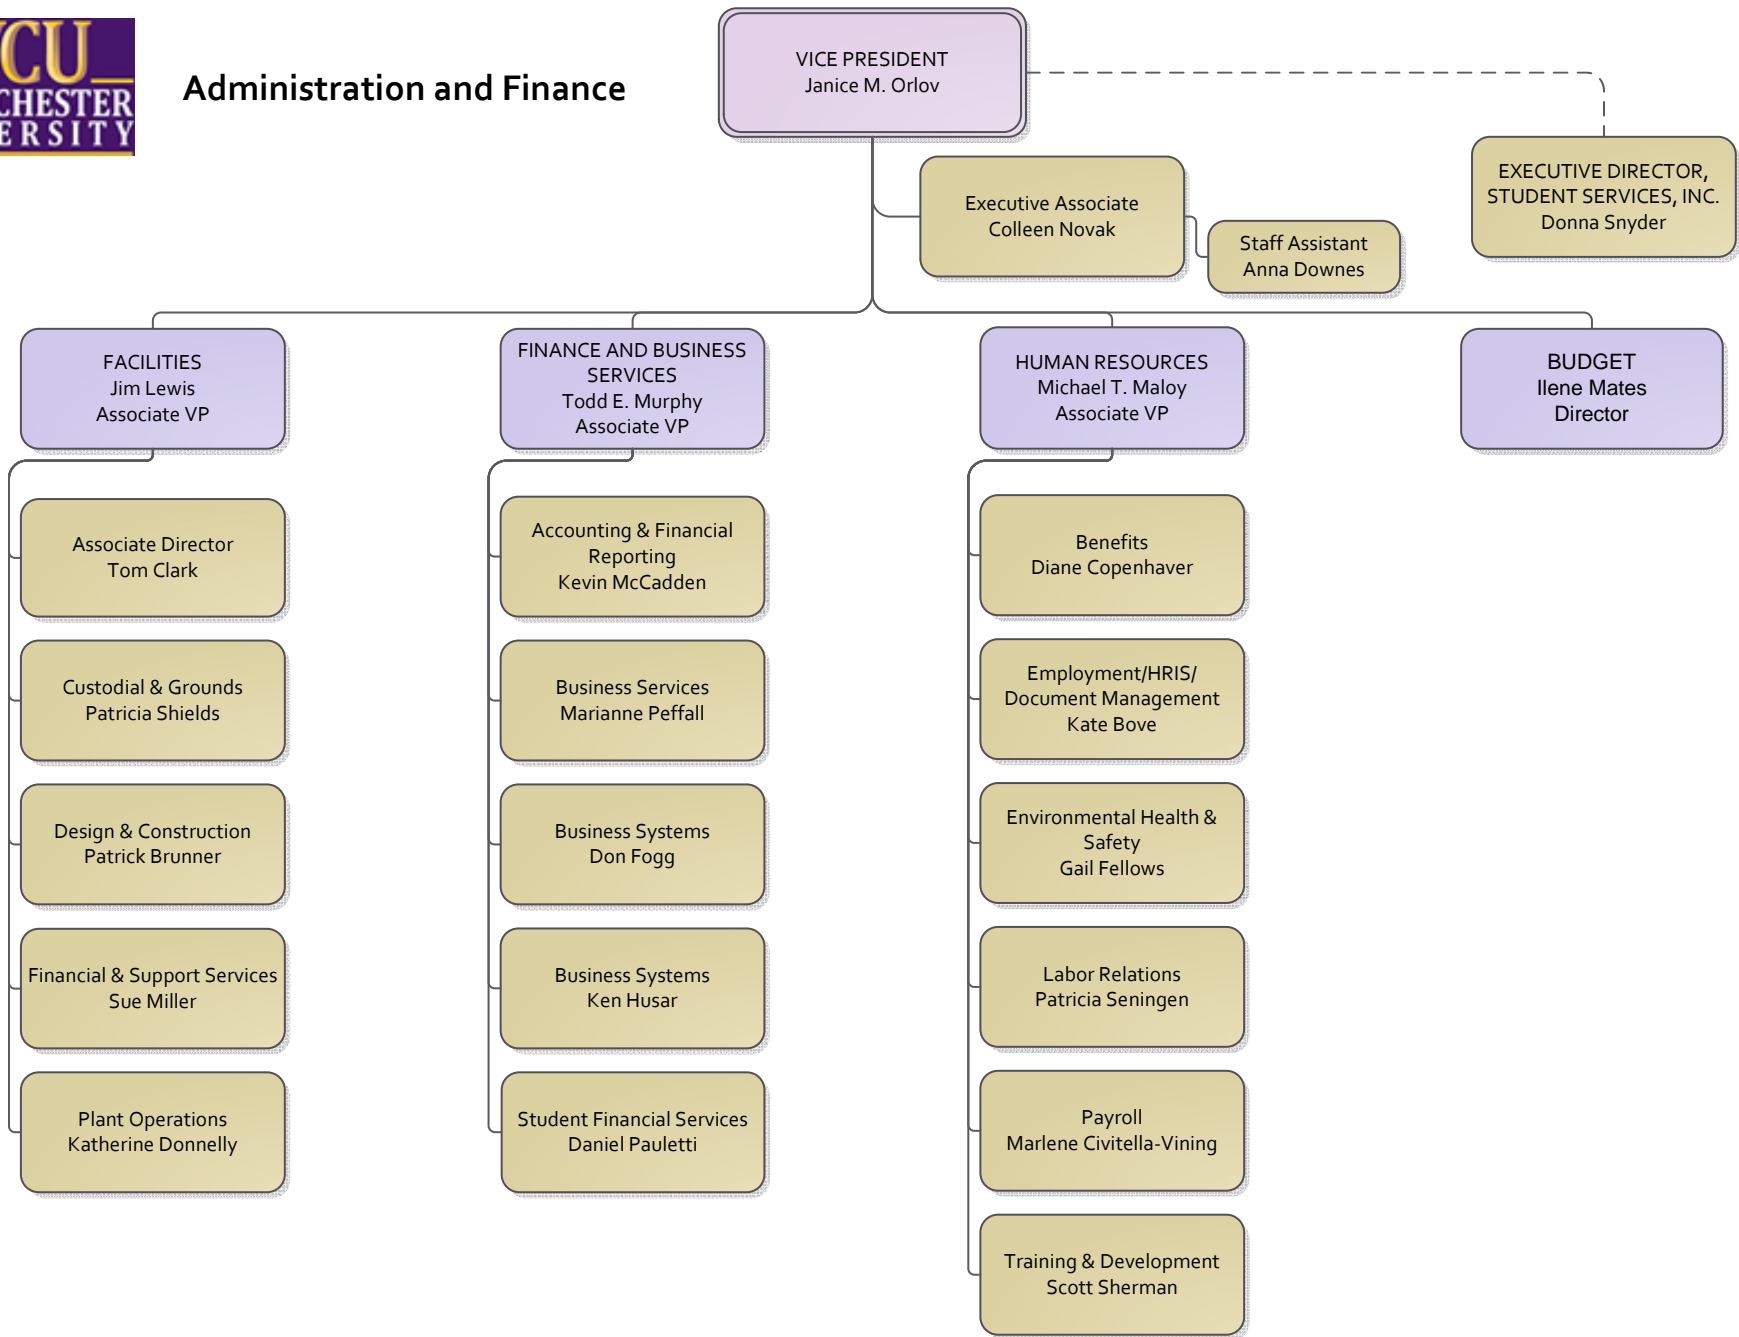 CU
CHESTER
ERSITY
Administration and Finance
VICE PRESIDENT
Janice M. Orlov
EXECUTIVE DIRECTOR,
STUDENT SERVICES, INC.
Donna Snyder
Executive Associate
Colleen Novak
Staff Assistant
Anna Downes
FACILITIES
Jim Lewis
Associate VP
FINANCE AND BUSINESS
SERVICES
Todd E. Murphy
Associate VP
HUMAN RESOURCES
Michael T. Maloy
Associate VP
BUDGET
Ilene Mates
Director
Associate Director
Tom Clark
Custodial & Grounds
Patricia Shields
Design & Construction
Patrick Brunner
Financial & Support Services
Sue Miller
Plant Operations
Katherine Donnelly
Accounting & Financial
Reporting
Kevin McCadden
Business Services
Marianne Peffall
Business Systems
Don Fogg
Business Systems
Ken Husar
Student Financial Services
Daniel Pauletti
Benefits
Diane Copenhaver
Employment/HRIS/
Document Management
Kate Bove
Environmental Health &
Safety
Gail Fellows
Labor Relations
Patricia Seningen
Payroll
Marlene Civitella-Vining
Training & Development
Scott Sherman